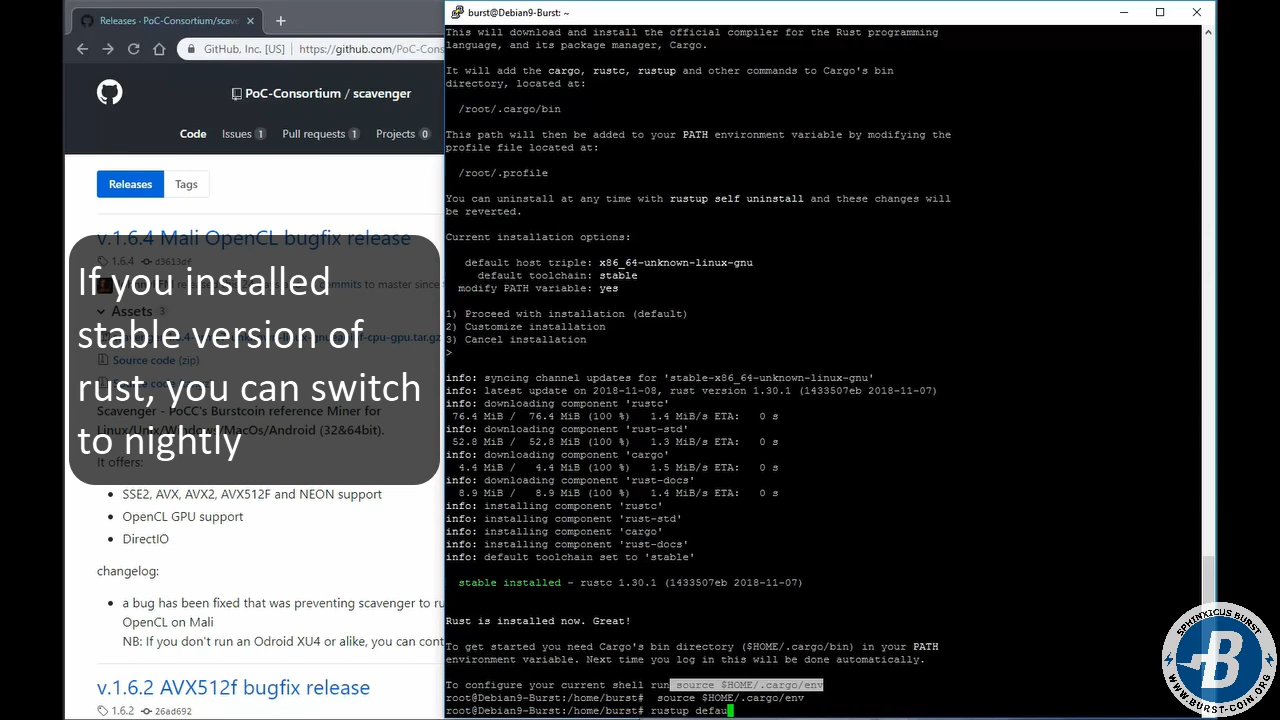 Releases · PoC-Consortium/scave
GitHub, Inc. [US]
https://github.com/PoC-Cons
PoC-Consortium / scavenger
Code
Issues 1
Pull requests 1
Projects 0
Releases
Tags
v.1.6.4 Mali OpenCL bugfix release
1.6.4
d3613df
commits to master since t
Assets 3
Source code (zip)
Scavenger - PoCC's Burstcoin reference Miner for
Linux/Unix/Windows/MacOs/Android (32&64bit).
It offers:
If you installed
stable version of
rust, you can switch
to nightly
• SSE2, AVX, AVX2, AVX512F and NEON support
• OpenCL GPU support
• DirectIO
changelog:
• a bug has been fixed that was preventing scavenger to ru
OpenCL on Mali
NB: If you don't run an Odroid XU4 or alike, you can cont
v.1.6.2 AVX512f bugfix release
1.6.2
26ad692
burst@Debian9-Burst: ~
This will download and install the official compiler for the Rust programming
language, and its package manager, Cargo.
It will add the cargo, rustc, rustup and other commands to Cargo's bin
directory, located at:
/root/.cargo/bin
This path will then be added to your PATH environment variable by modifying the
profile file located at:
/root/.profile
You can uninstall at any time with rustup self uninstall and these changes will
be reverted.
Current installation options:
default host triple: x86_64-unknown-linux-gnu
default toolchain: stable
modify PATH variable: yes
1) Proceed with installation (default)
2) Customize installation
3) Cancel installation
>
info: syncing channel updates for 'stable-x86_64-unknown-linux-gnu'
info: latest update on 2018-11-08, rust version 1.30.1 (1433507eb 2018-11-07)
info: downloading component 'rustc'
76.4 MiB / 76.4 MiB (100 %) 1.4 MiB/s ETA: 0 s
info: downloading component 'rust-std'
52.8 MiB / 52.8 MiB (100 %) 1.3 MiB/s ETA: 0 s
info: downloading component 'cargo'
4.4 MiB / 4.4 MiB (100 %) 1.5 MiB/s ETA: 0 s
info: downloading component 'rust-docs'
8.9 MiB / 8.9 MiB (100 %) 1.4 MiB/s ETA: 0 s
info: installing component 'rustc'
info: installing component 'rust-std'
info: installing component 'cargo'
info: installing component 'rust-docs'
info: default toolchain set to 'stable'
stable installed - rustc 1.30.1 (1433507eb 2018-11-07)
Rust is installed now. Great!
To get started you need Cargo's bin directory ($HOME/.cargo/bin) in your PATH
environment variable. Next time you log in this will be done automatically.
To configure your current shell run source $HOME/.cargo/env
root@Debian9-Burst:/home/burst# source $HOME/.cargo/env
root@Debian9-Burst:/home/burst# rustup defau
SPHINXICUS BURST
BURST-COIN